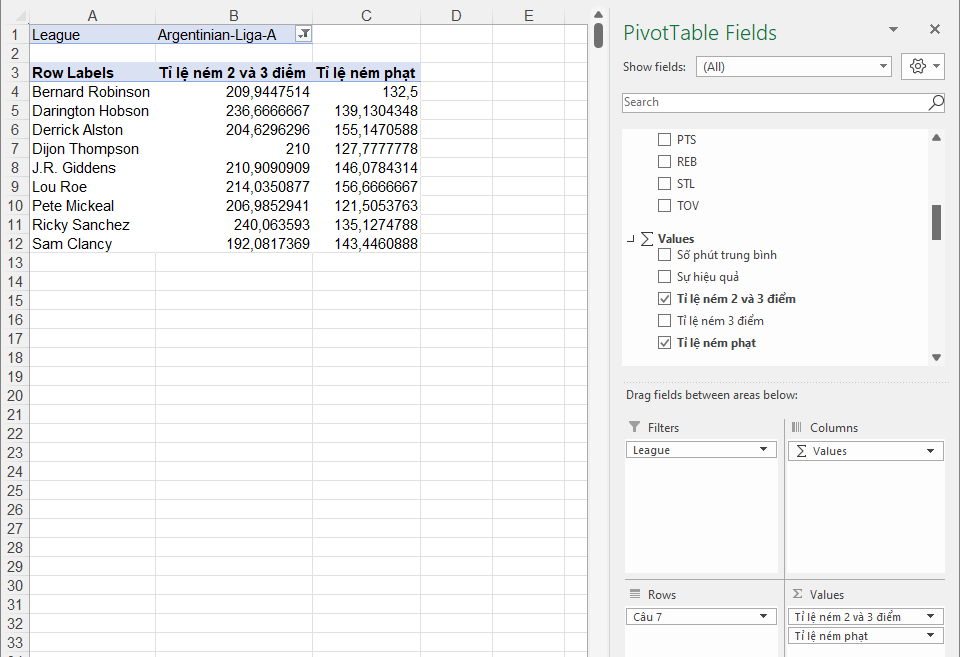 A B C D E
1 League Argentinian-Liga-A
2
3 Row Labels Tỉ lệ ném 2 và 3 điểm Tỉ lệ ném phạt
4 Bernard Robinson 209,9447514 132,5
5 Darington Hobson 236,6666667 139,1304348
6 Derrick Alston 204,6296296 155,1470588
7 Dijon Thompson 210 127,7777778
8 J.R. Giddens 210,9090909 146,0784314
9 Lou Roe 214,0350877 156,6666667
10 Pete Mickeal 206,9852941 121,5053763
11 Ricky Sanchez 240,063593 135,1274788
12 Sam Clancy 192,0817369 143,4460888
13
14
15
16
17
18
19
20
21
22
23
24
25
26
27
28
29
30
31
32
33
PivotTable Fields
Show fields: (All)
Search
PTS
REB
STL
TOV
Σ Values
Số phút trung bình
Sự hiệu quả
Tỉ lệ ném 2 và 3 điểm
Tỉ lệ ném 3 điểm
Tỉ lệ ném phạt
Drag fields between areas below:
Filters
League
Columns
Σ Values
Rows
Câu 7
Σ Values
Tỉ lệ ném 2 và 3 điểm
Tỉ lệ ném phạt